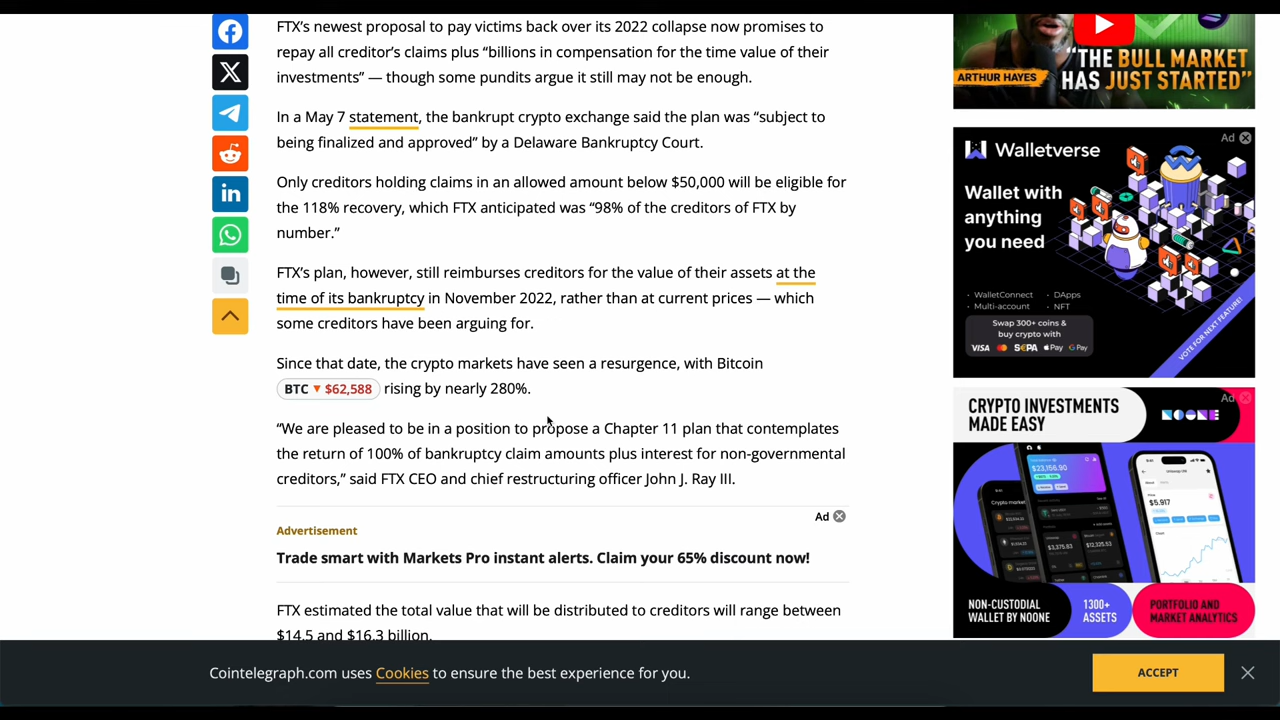 FTX’s newest proposal to pay victims back over its 2022 collapse now promises to
repay all creditor’s claims plus “billions in compensation for the time value of their
investments” — though some pundits argue it still may not be enough.
In a May 7 statement, the bankrupt crypto exchange said the plan was “subject to
being finalized and approved” by a Delaware Bankruptcy Court.
Only creditors holding claims in an allowed amount below $50,000 will be eligible for
the 118% recovery, which FTX anticipated was “98% of the creditors of FTX by
number.”
FTX’s plan, however, still reimburses creditors for the value of their assets at the
time of its bankruptcy in November 2022, rather than at current prices — which
some creditors have been arguing for.
Since that date, the crypto markets have seen a resurgence, with Bitcoin
BTC ▼ $62,588 rising by nearly 280%.
“We are pleased to be in a position to propose a Chapter 11 plan that contemplates
the return of 100% of bankruptcy claim amounts plus interest for non-governmental
creditors,” said FTX CEO and chief restructuring officer John J. Ray III.
Ad
Advertisement
Trade smart with Markets Pro instant alerts. Claim your 65% discount now!
FTX estimated the total value that will be distributed to creditors will range between
$14.5 and $16.3 billion.
ARTHUR HAYES
“THE BULL MARKET
HAS JUST STARTED”
Ad
Walletverse
Wallet with
anything
you need
· WalletConnect · DApps
· Multi-account · NFT
Swap 300+ coins &
buy crypto with
VISA SEPA Pay G Pay
VOTE FOR NEXT FEATURE!
Ad
CRYPTO INVESTMENTS
MADE EASY
NOONE
$23,156.90
$5.917
NON-CUSTODIAL
WALLET BY NOONE
1300+
ASSETS
PORTFOLIO AND
MARKET ANALYTICS
Cointelegraph.com uses Cookies to ensure the best experience for you.
ACCEPT